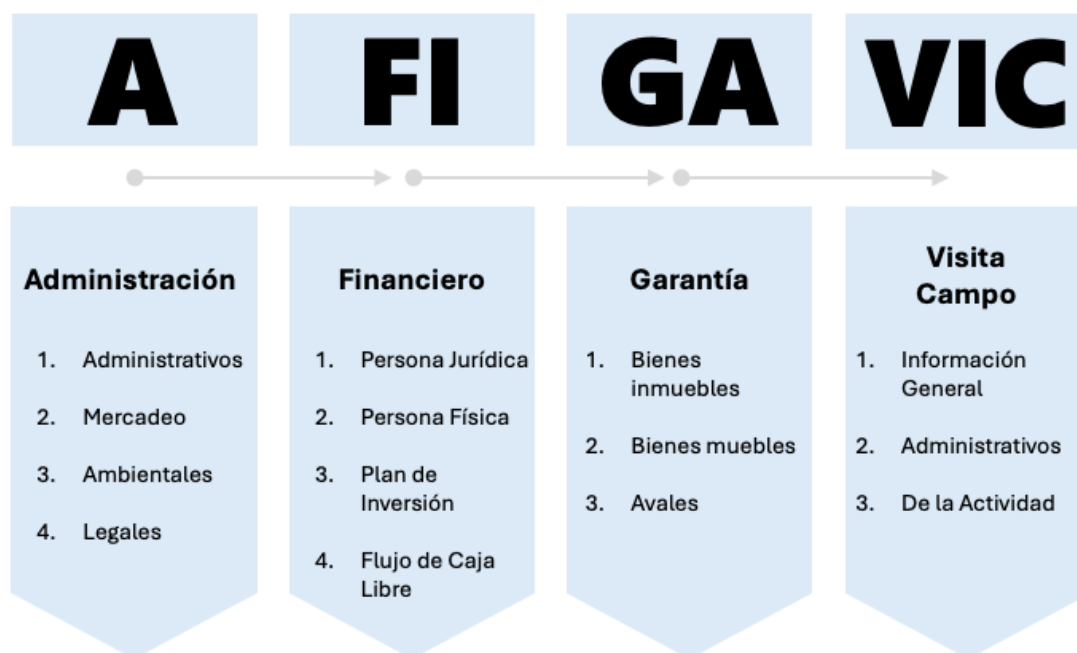 A
FI
GA
VIC
Administración
1. Administrativos
2. Mercadeo
3. Ambientales
4. Legales
Financiero
1. Persona Jurídica
2. Persona Física
3. Plan de
Inversión
4. Flujo de Caja
Libre
Garantía
1. Bienes
inmuebles
2. Bienes muebles
3. Avales
Visita
Campo
1. Información
General
2. Administrativos
3. De la Actividad